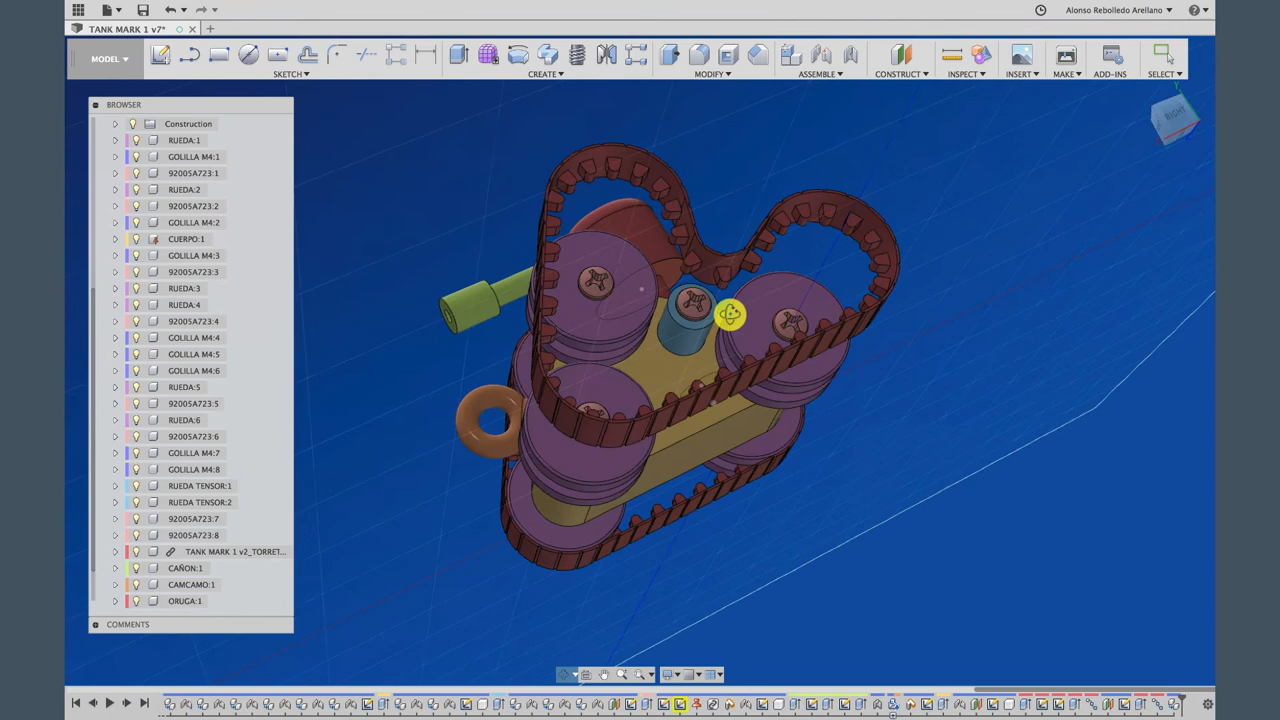 Alonso Rebolledo Arellano
TANK MARK 1 v7*
MODEL
SKETCH
CREATE
MODIFY
ASSEMBLE
CONSTRUCT
INSPECT
INSERT
MAKE
ADD-INS
SELECT
BROWSER
RIGHT
Construction
RUEDA:1
GOLILLA M4:1
92005A723:1
RUEDA:2
92005A723:2
GOLILLA M4:2
CUERPO:1
GOLILLA M4:3
92005A723:3
RUEDA:3
RUEDA:4
92005A723:4
GOLILLA M4:4
GOLILLA M4:5
GOLILLA M4:6
RUEDA:5
92005A723:5
RUEDA:6
92005A723:6
GOLILLA M4:7
GOLILLA M4:8
RUEDA TENSOR:1
RUEDA TENSOR:2
92005A723:7
92005A723:8
TANK MARK 1 v2_TORRET...
CAÑON:1
CAMCAMO:1
ORUGA:1
COMMENTS